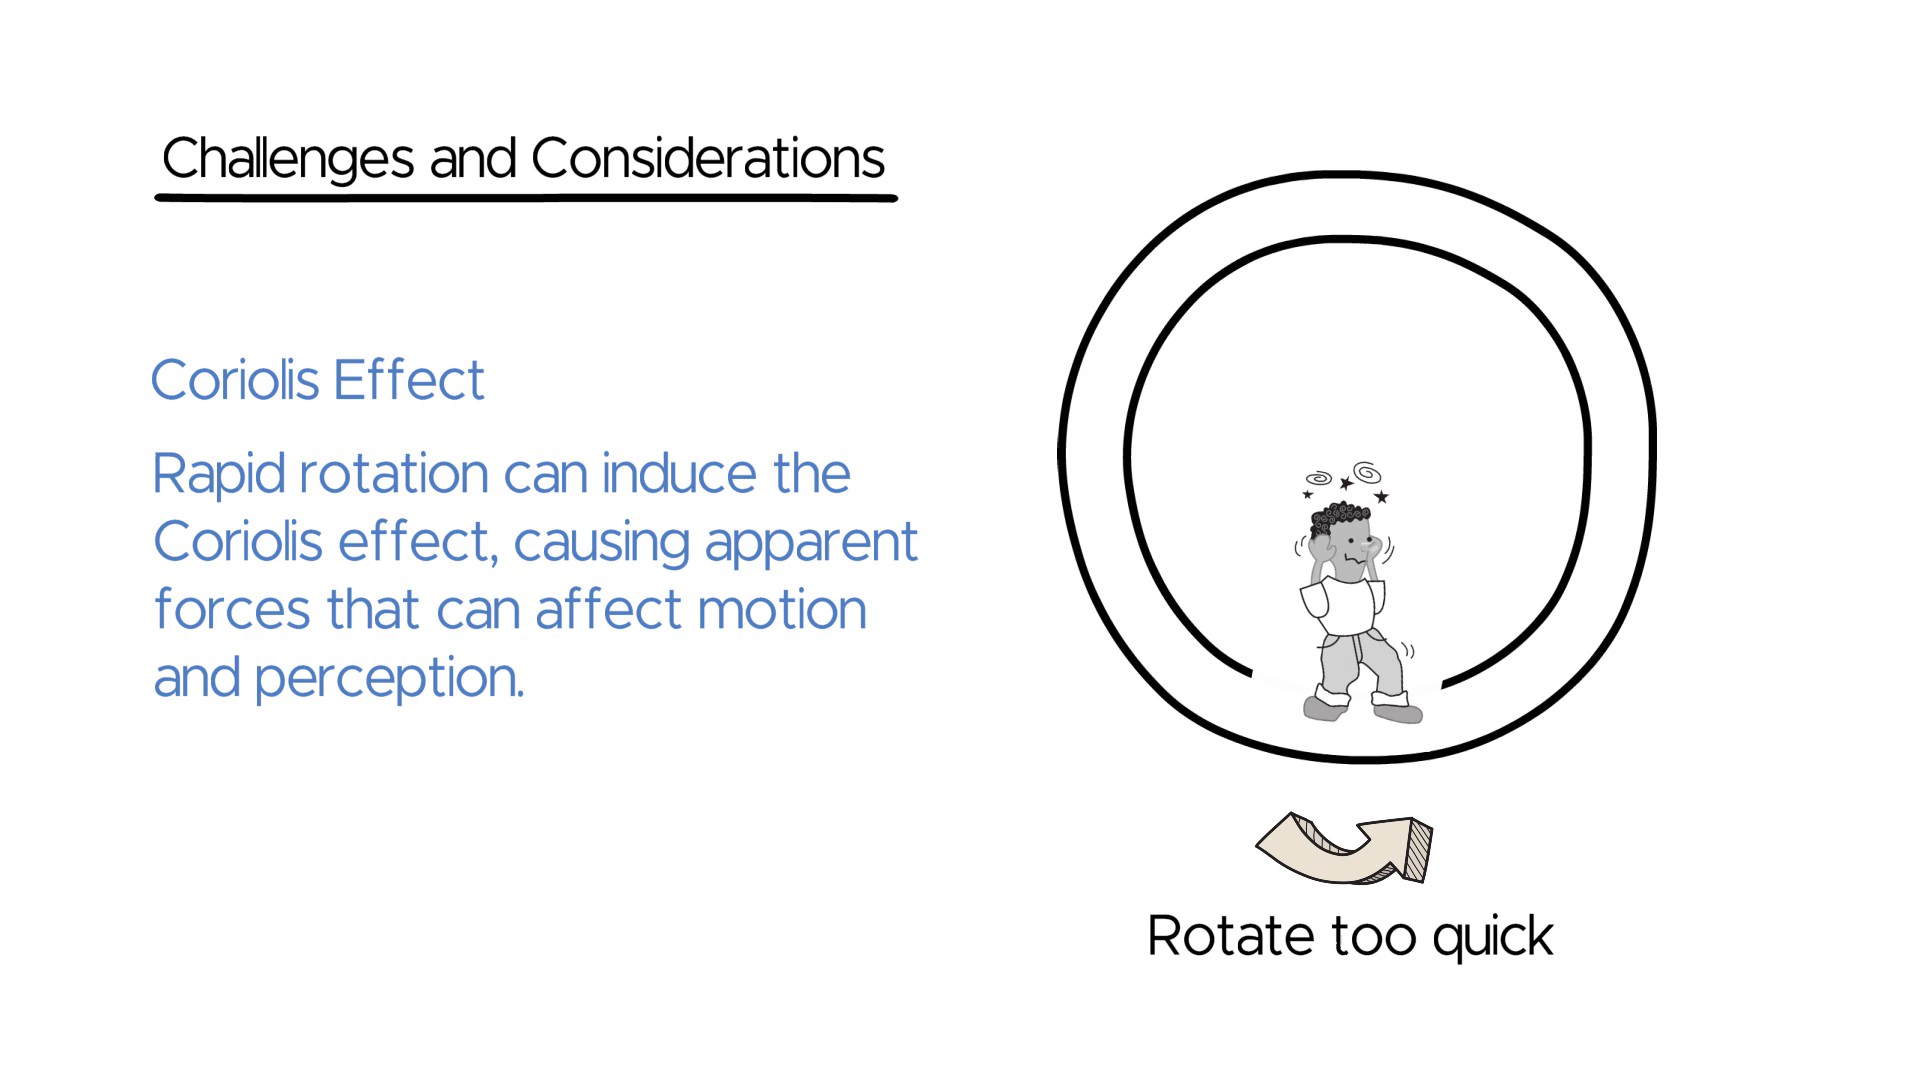 Challenges and Considerations
Coriolis Effect
Rapid rotation can induce the
Coriolis effect, causing apparent
forces that can affect motion
and perception.
Rotate too quick